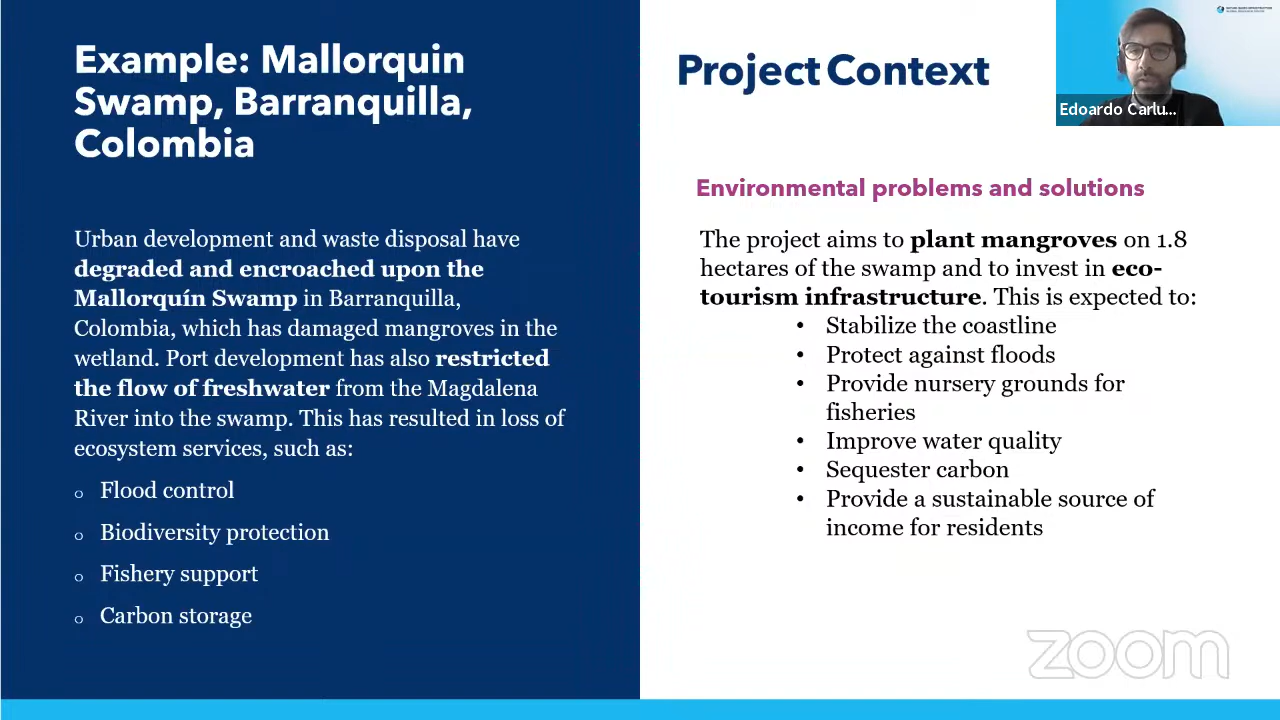 Example: Mallorquin
Swamp, Barranquilla,
Colombia
Urban development and waste disposal have
degraded and encroached upon the
Mallorquín Swamp in Barranquilla,
Colombia, which has damaged mangroves in the
wetland. Port development has also restricted
the flow of freshwater from the Magdalena
River into the swamp. This has resulted in loss of
ecosystem services, such as:
o Flood control
o Biodiversity protection
o Fishery support
o Carbon storage
Project Context
Environmental problems and solutions
The project aims to plant mangroves on 1.8
hectares of the swamp and to invest in eco-
tourism infrastructure. This is expected to:
• Stabilize the coastline
• Protect against floods
• Provide nursery grounds for
fisheries
• Improve water quality
• Sequester carbon
• Provide a sustainable source of
income for residents
Edoardo Carlu...
zoom